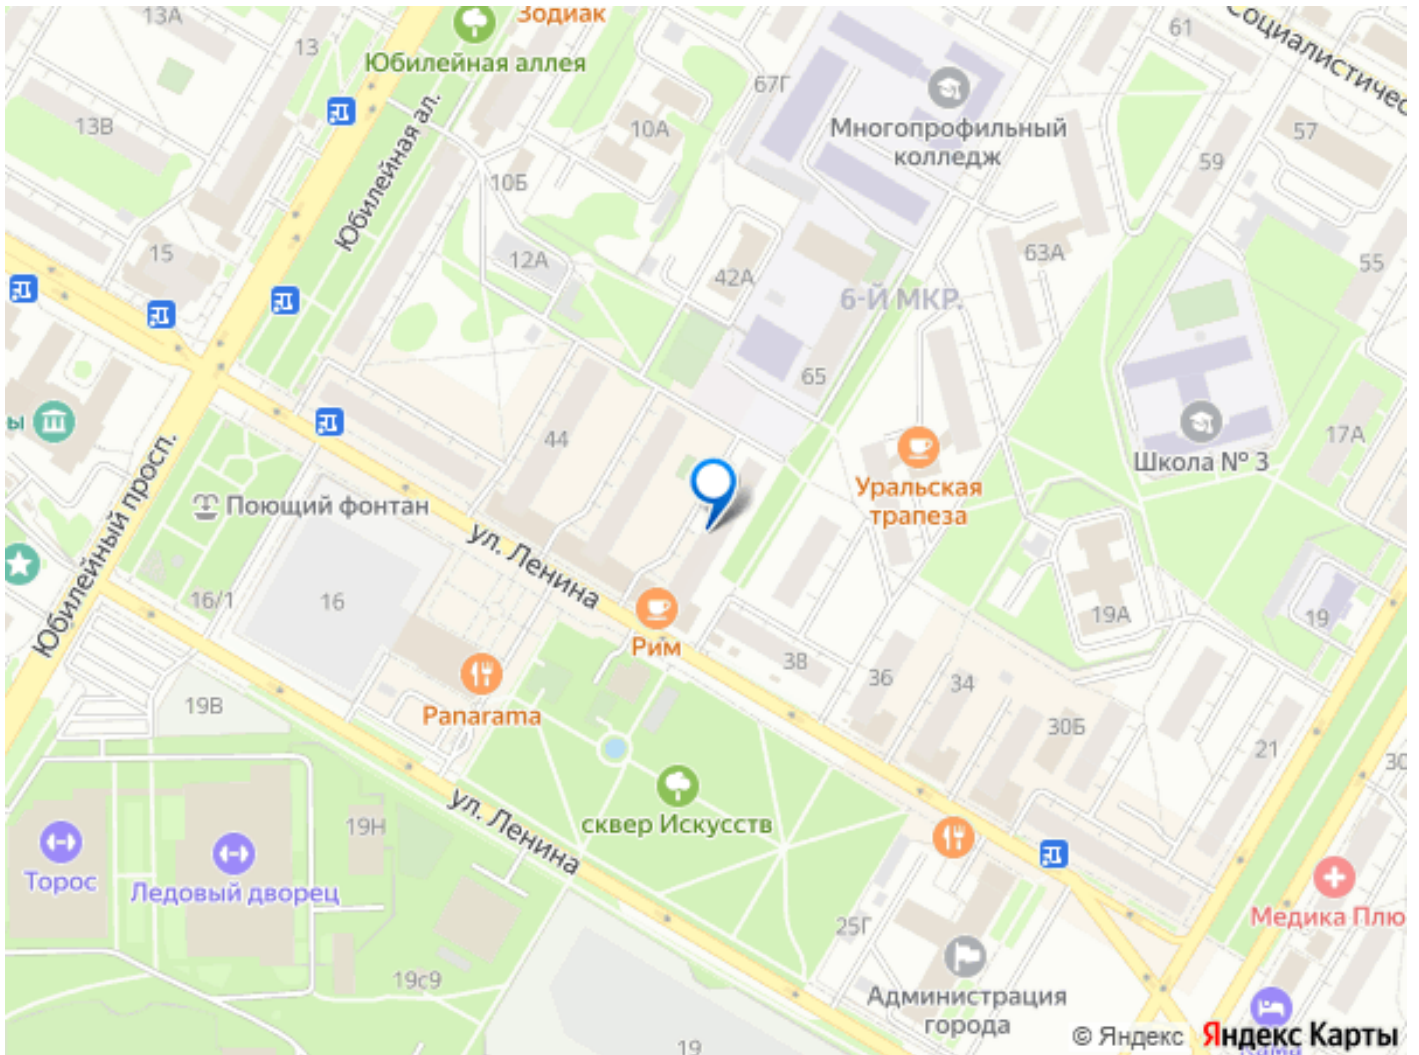 13А
Зодиак
61
Социалистичес
13
Юбилейная аллея
67Г
13В
10А
Многопрофильный
колледж
57
59
Юбилейная ал.
10Б
15
12А
42А
63А
55
6-Й МКР.
65
ы
44
17А
Школа № 3
Уральская
трапеза
Поющий фонтан
Юбилейный просп.
ул. Ленина
16/1
16
19А
19
Рим
38
36
34
19В
Panarama
30Б
21
30
ул. Ленина
сквер Искусств
19Н
Торос
Ледовый дворец
Медика Плю
25Г
19с9
Администрация
города
19
© Яндекс
Яндекс Карты